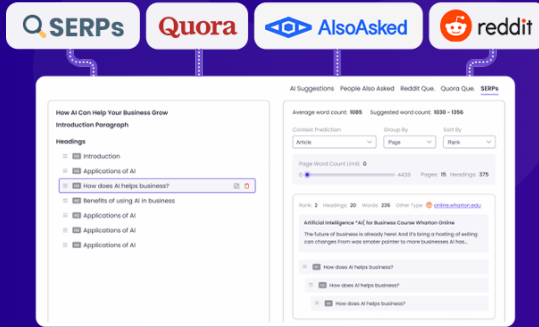 SERPs
Quora
AlsoAsked
reddit
AI Suggestions People Also Asked Reddit Que. Quora Que. SERPs
How AI Can Help Your Business Grow
Introduction Paragraph
Headings
Introduction
Applications of AI
How does AI helps business?
Benefits of using AI in business
Applications of AI
Applications of AI
Applications of AI
Average word count: 1085 Suggested word count: 1030 - 1356
Content Prediction Group By Sort By
Article Page Rank
Page Word Count Limit: 0
0 4439 Pages: 15 Headings: 375
Rank: 2 Headings: 20 Words: 236 Other Type: online.wharton.edu
Artificial Intelligence "AI( for Business Course Wharton Online
The future of business is already here! And it's bring a hosting of exiting
can changes From was smater pointer to more businesses AI has...
How does AI helps business?
How does AI helps business?
How does AI helps business?